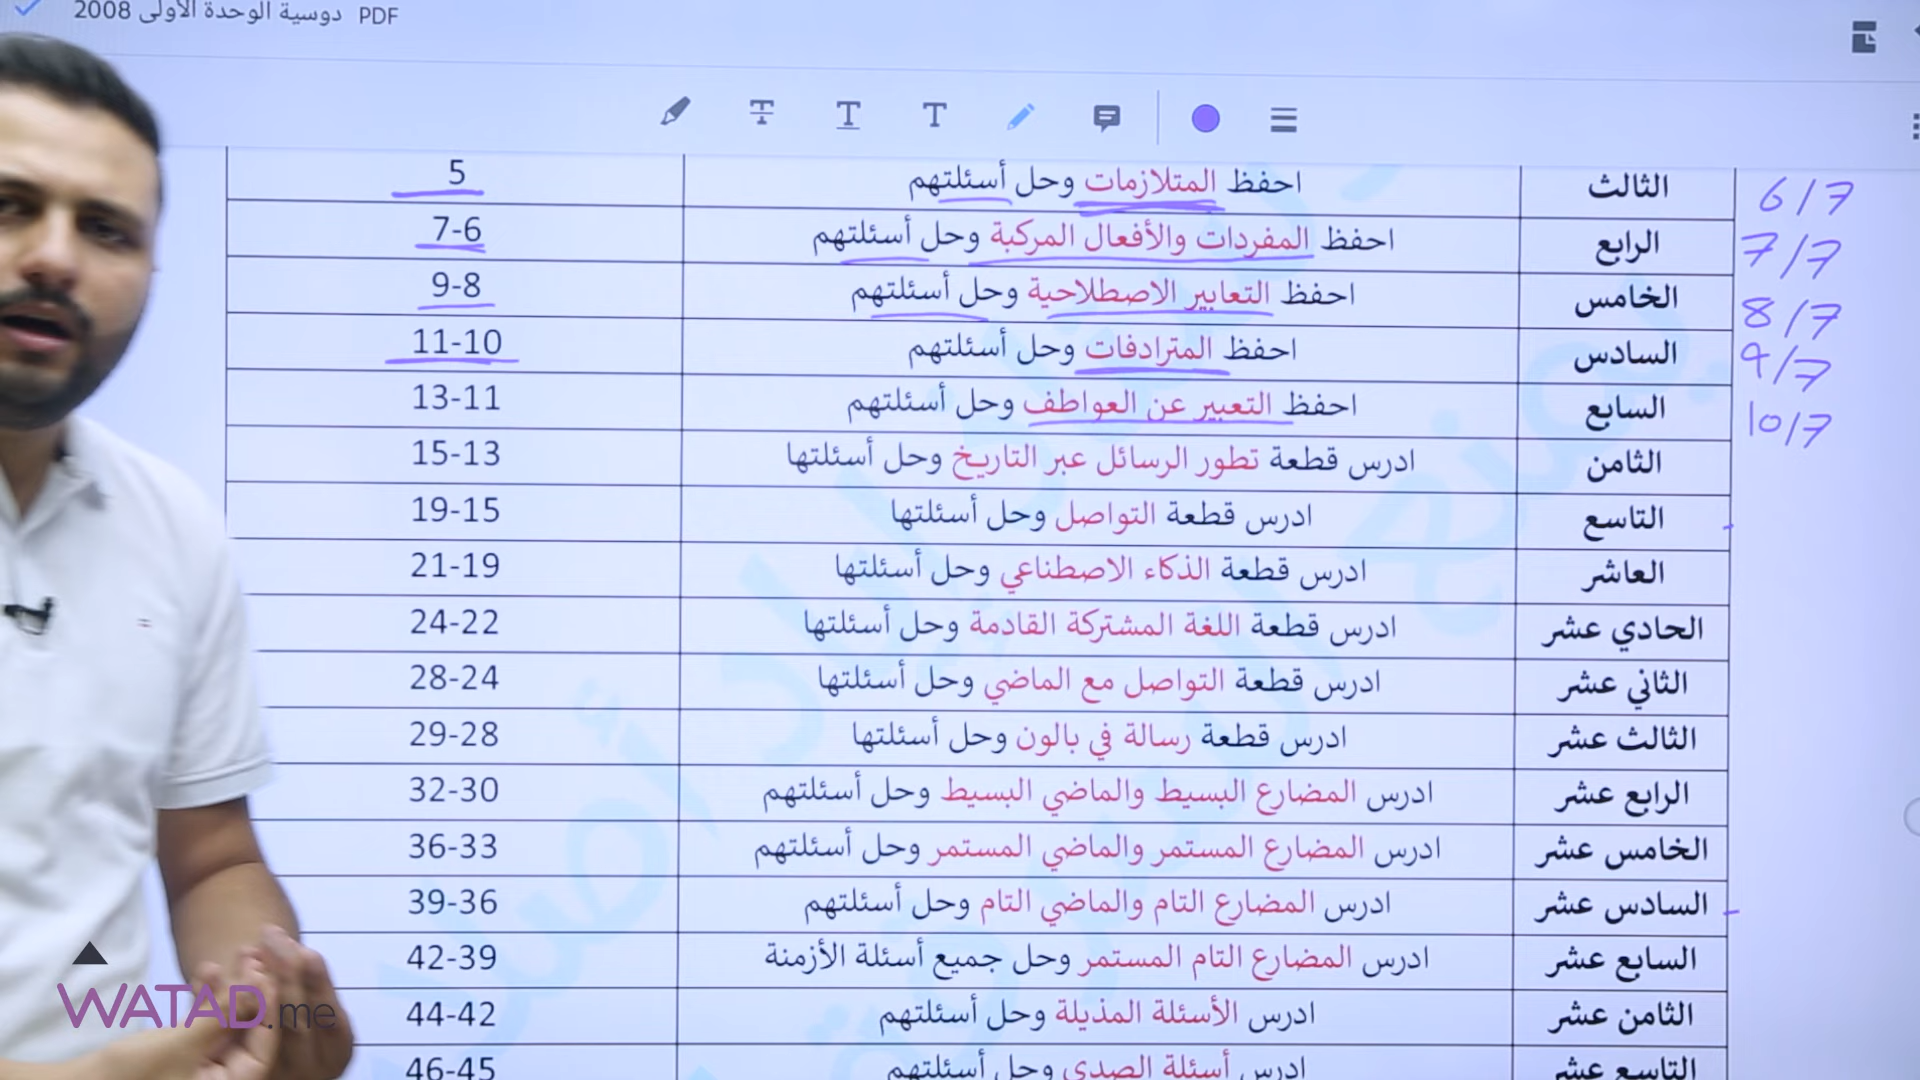 دوسية الوحدة الأولى 2008 PDF
الثالث احفظ المتلازمات وحل أسئلتهم 5
6/7
الرابع احفظ المفردات والأفعال المركبة وحل أسئلتهم 7-6
7/7
الخامس احفظ التعابير الاصطلاحية وحل أسئلتهم 9-8
8/7
السادس احفظ المترادفات وحل أسئلتهم 11-10
9/7
السابع احفظ التعبير عن العواطف وحل أسئلتهم 13-11
10/7
الثامن ادرس قطعة تطور الرسائل عبر التاريخ وحل أسئلتها 15-13
التاسع ادرس قطعة التواصل وحل أسئلتها 19-15
العاشر ادرس قطعة الذكاء الاصطناعي وحل أسئلتها 21-19
الحادي عشر ادرس قطعة اللغة المشتركة القادمة وحل أسئلتها 24-22
الثاني عشر ادرس قطعة التواصل مع الماضي وحل أسئلتها 28-24
الثالث عشر ادرس قطعة رسالة في بالون وحل أسئلتها 29-28
الرابع عشر ادرس المضارع البسيط والماضي البسيط وحل أسئلتهم 32-30
الخامس عشر ادرس المضارع المستمر والماضي المستمر وحل أسئلتهم 36-33
السادس عشر ادرس المضارع التام والماضي التام وحل أسئلتهم 39-36
السابع عشر ادرس المضارع التام المستمر وحل جميع أسئلة الأزمنة 42-39
الثامن عشر ادرس الأسئلة المذيلة وحل أسئلتهم 44-42
التاسع عشر ادرس أسئلة الصدى وحل أسئلتهم 46-45
WATAD.me